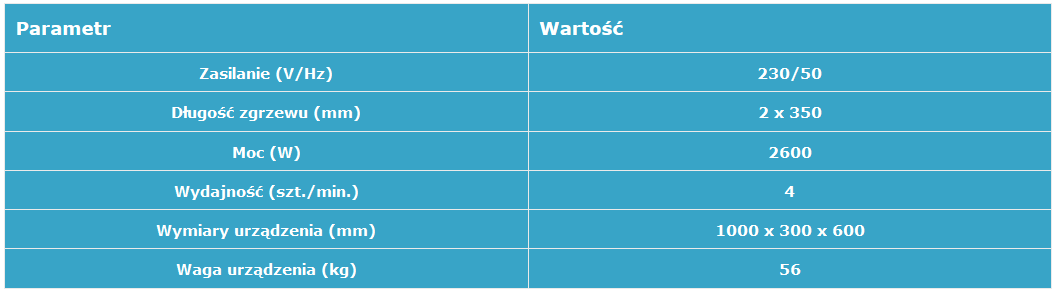 Parametr Wartość
Zasilanie (V/Hz) 230/50
Długość zgrzewu (mm) 2 x 350
Moc (W) 2600
Wydajność (szt./min.) 4
Wymiary urządzenia (mm) 1000 x 300 x 600
Waga urządzenia (kg) 56